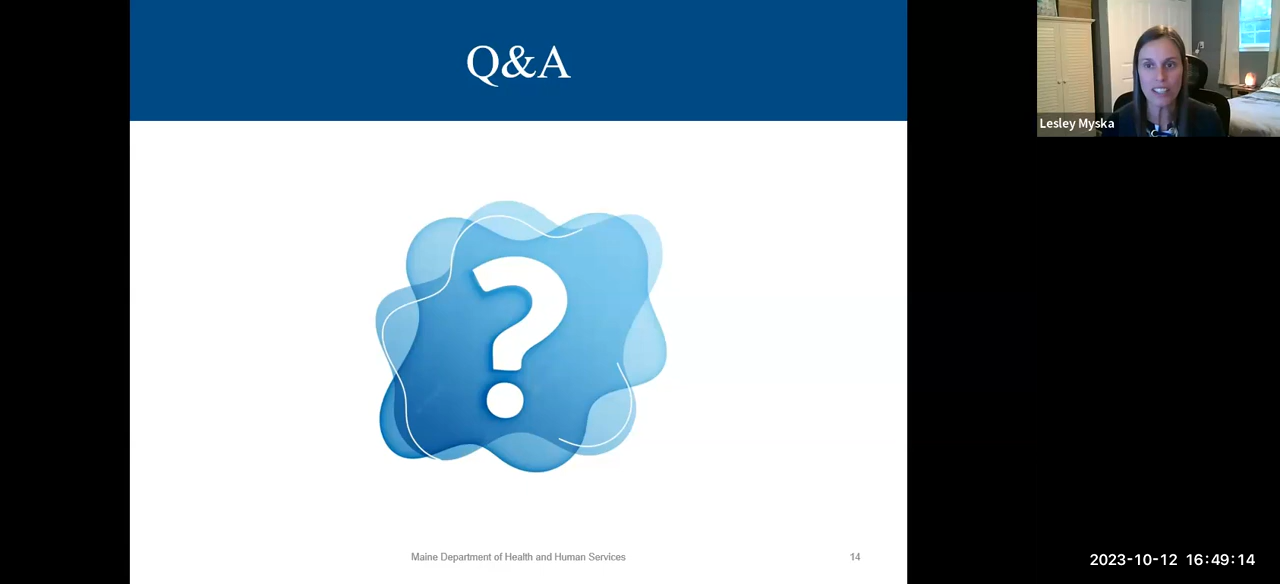 Q&A
Lesley Myska
?
Maine Department of Health and Human Services
14
2023-10-12 16:49:14